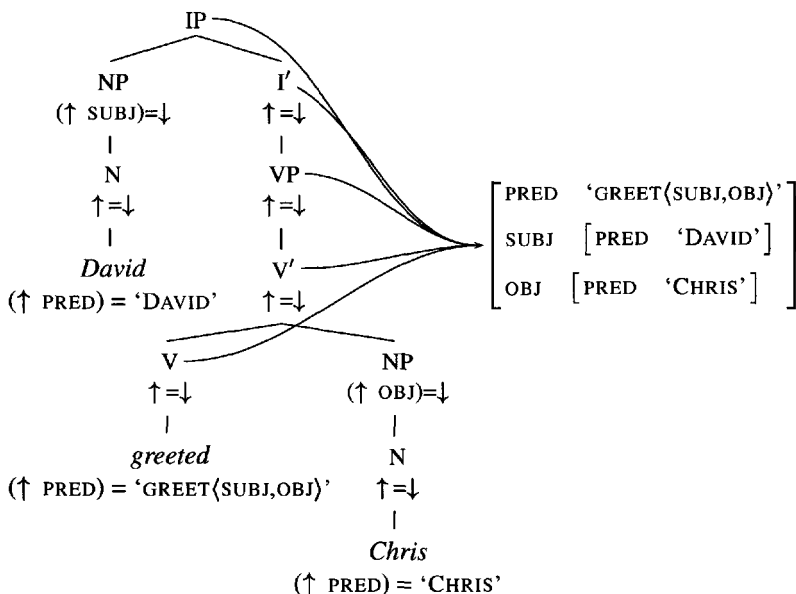 IP
NP I′
(↑ SUBJ)=↓ ↑=↓
N VP
↑=↓ ↑=↓
David V′
(↑ PRED) = ‘DAVID’ ↑=↓
PRED ‘GREET⟨SUBJ,OBJ⟩’
SUBJ [PRED ‘DAVID’]
OBJ [PRED ‘CHRIS’]
V NP
↑=↓ (↑ OBJ)=↓
greeted N
(↑ PRED) = ‘GREET⟨SUBJ,OBJ⟩’ ↑=↓
Chris
(↑ PRED) = ‘CHRIS’